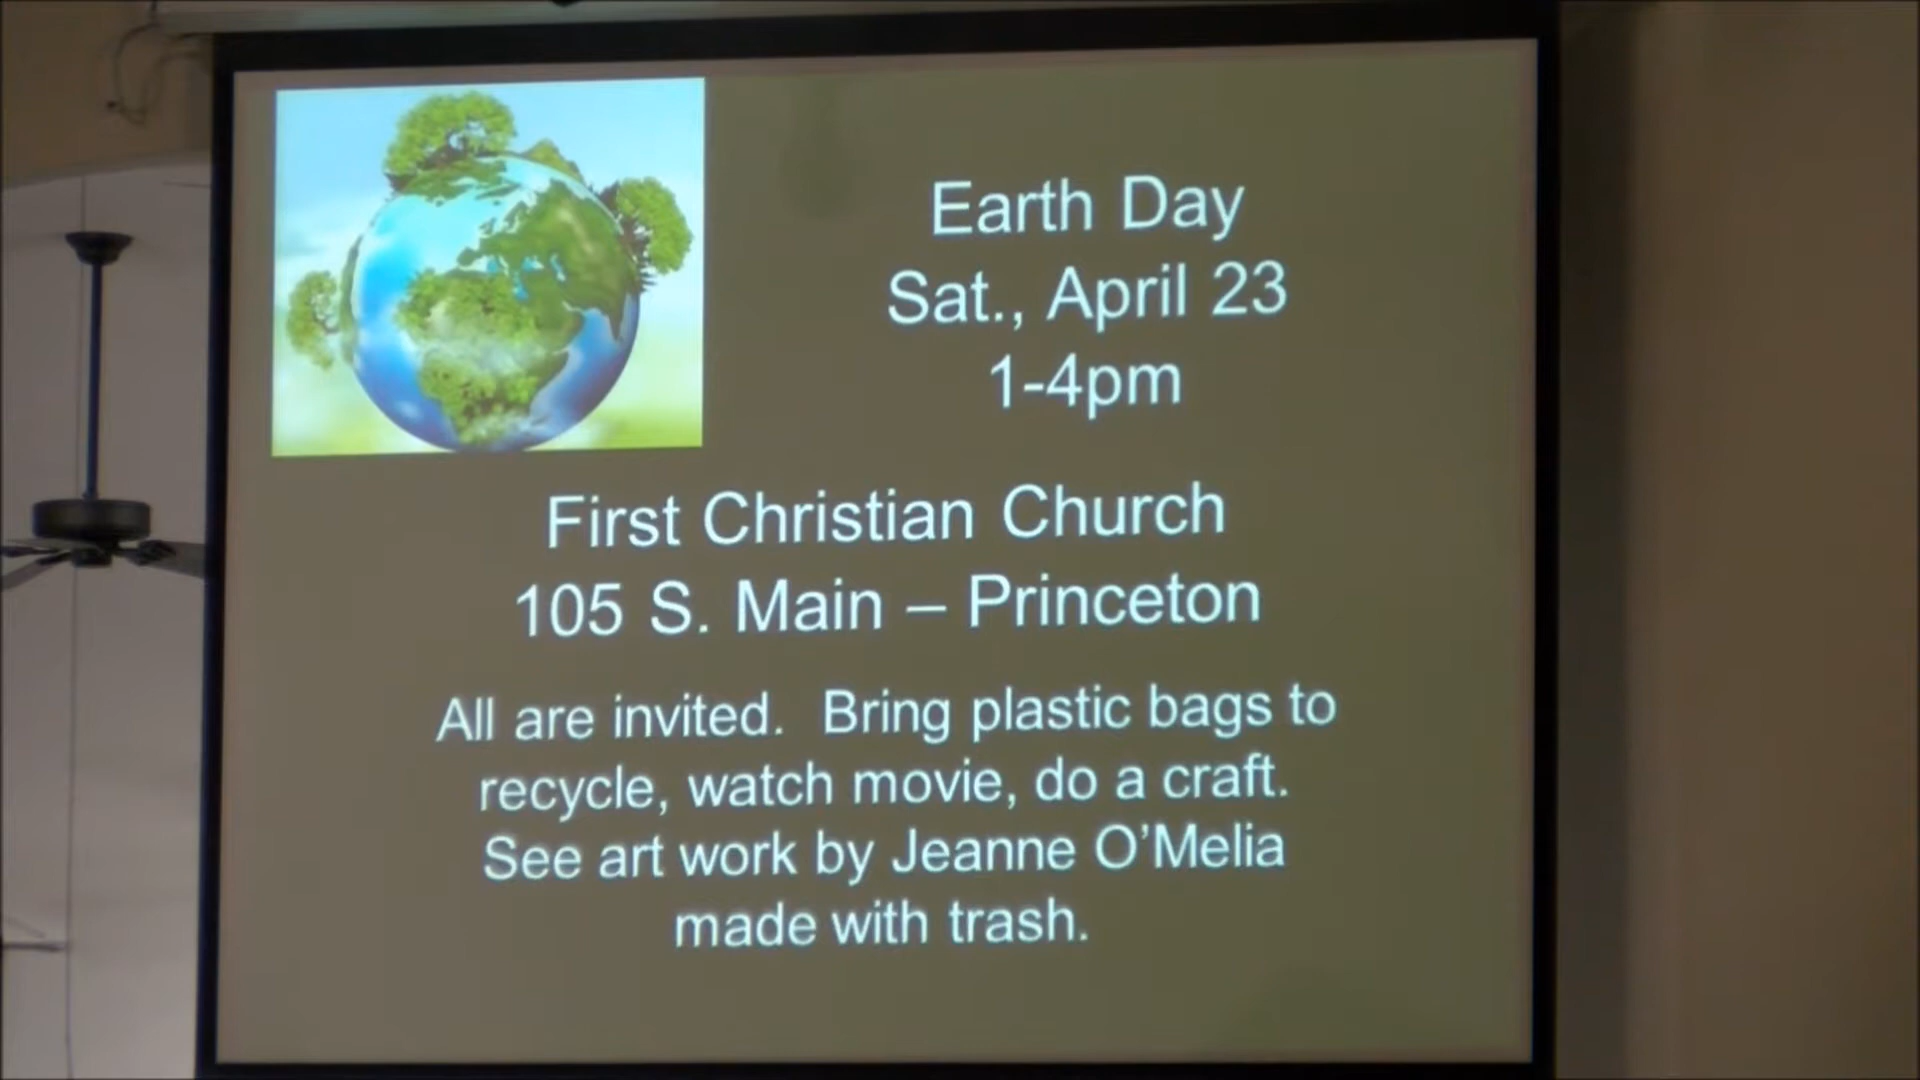 Earth Day
Sat., April 23
1-4pm
First Christian Church
105 S. Main – Princeton
All are invited.  Bring plastic bags to
recycle, watch movie, do a craft.
See art work by Jeanne O’Melia
made with trash.